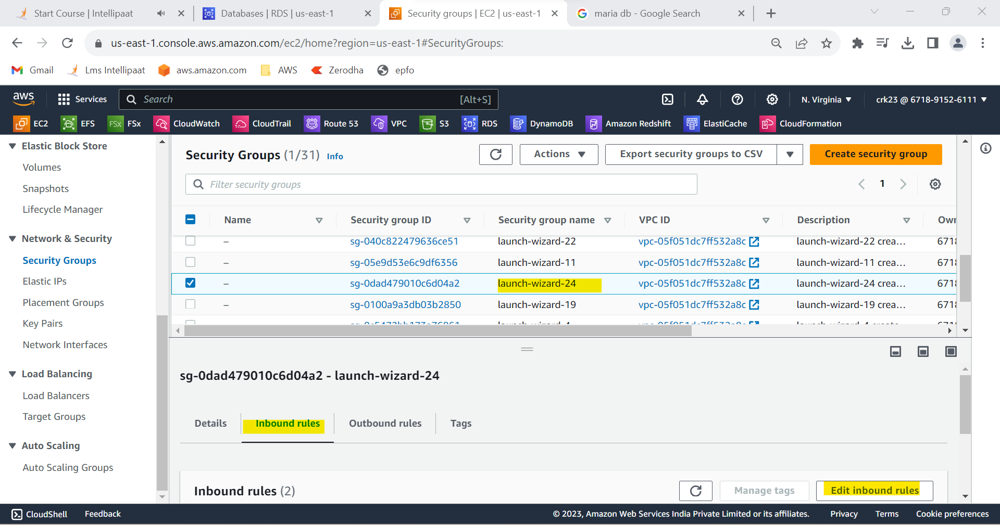 Start Course | Intellipaat
Databases | RDS | us-east-1
Security groups | EC2 | us-east-1
maria db - Google Search
us-east-1.console.aws.amazon.com/ec2/home?region=us-east-1#SecurityGroups:
Gmail
Lms Intellipaat
aws.amazon.com
AWS
Zerodha
epfo
aws
Services
Search
[Alt+S]
N. Virginia
crk23 @ 6718-9152-6111
EC2
EFS
FSx
FSx
CloudWatch
CloudTrail
Route 53
VPC
S3
RDS
DynamoDB
Amazon Redshift
ElastiCache
CloudFormation
Elastic Block Store
Volumes
Snapshots
Lifecycle Manager
Network & Security
Security Groups
Elastic IPs
Placement Groups
Key Pairs
Network Interfaces
Load Balancing
Load Balancers
Target Groups
Auto Scaling
Auto Scaling Groups
Security Groups (1/31) Info
Actions
Export security groups to CSV
Create security group
Filter security groups
1
Name
Security group ID
Security group name
VPC ID
Description
Own
– sg-040c822479636ce51 launch-wizard-22 vpc-05f051dc7ff532a8c launch-wizard-22 crea... 671
– sg-05e9d53e6c9df6356 launch-wizard-11 vpc-05f051dc7ff532a8c launch-wizard-11 crea... 671
– sg-0dad479010c6d04a2 launch-wizard-24 vpc-05f051dc7ff532a8c launch-wizard-24 crea... 671
– sg-0100a9a3db03b2850 launch-wizard-19 vpc-05f051dc7ff532a8c launch-wizard-19 crea... 671
sg-0dad479010c6d04a2 - launch-wizard-24
Details
Inbound rules
Outbound rules
Tags
Inbound rules (2)
Manage tags
Edit inbound rules
CloudShell
Feedback
© 2023, Amazon Web Services India Private Limited or its affiliates.
Privacy
Terms
Cookie preferences